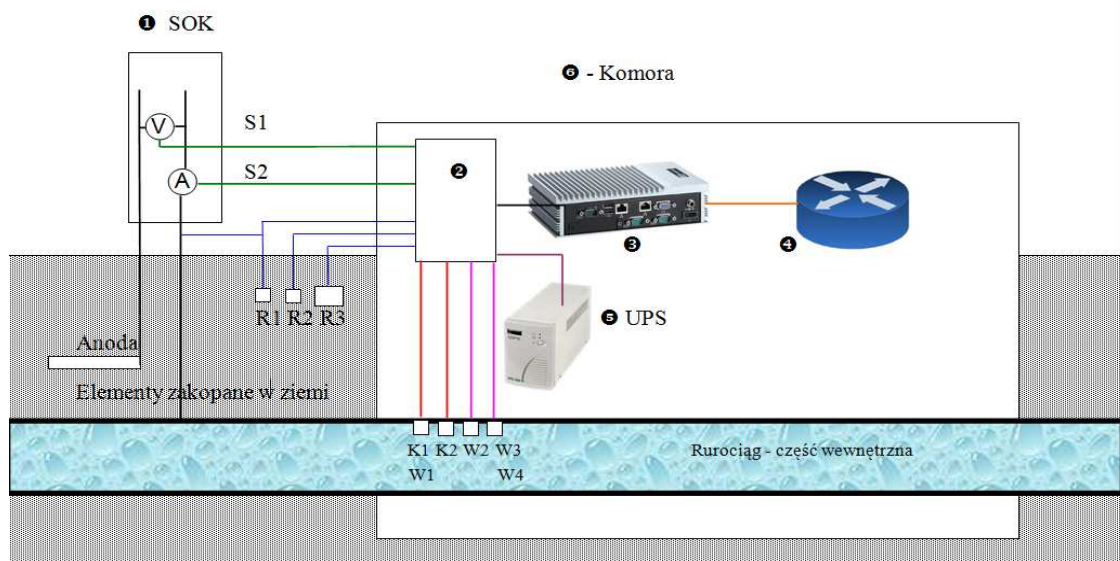 ❶ SOK
❻ - Komora
V
S1
A
S2
❷
❸
❹
R1 R2 R3
❺ UPS
Anoda
Elementy zakopane w ziemi
K1 K2 W2 W3
W1 W4
Rurociąg - część wewnętrzna